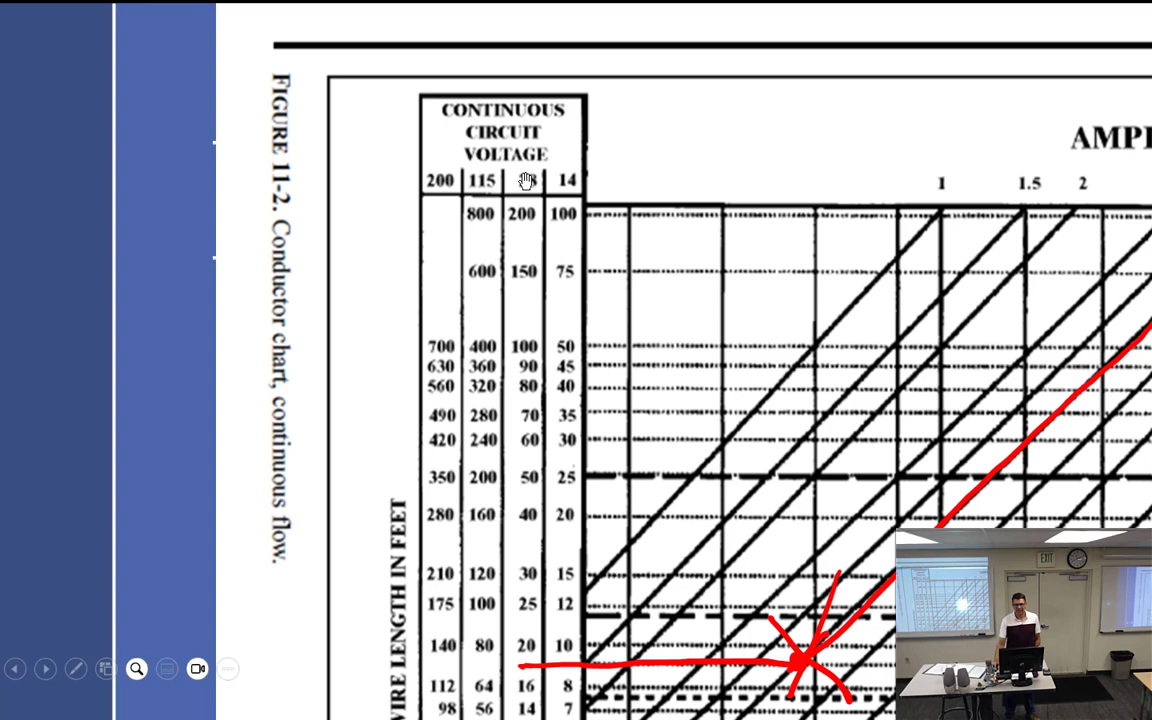 FIGURE 11-2. Conductor chart, continuous flow.
CONTINUOUS
CIRCUIT
VOLTAGE
200 115 14
AMPE
1 1.5 2
800 200 100
600 150 75
700 400 100 50
630 360 90 45
560 320 80 40
490 280 70 35
420 240 60 30
350 200 50 25
280 160 40 20
210 120 30 15
175 100 25 12
140 80 20 10
112 64 16 8
98 56 14 7
WIRE LENGTH IN FEET
EXIT